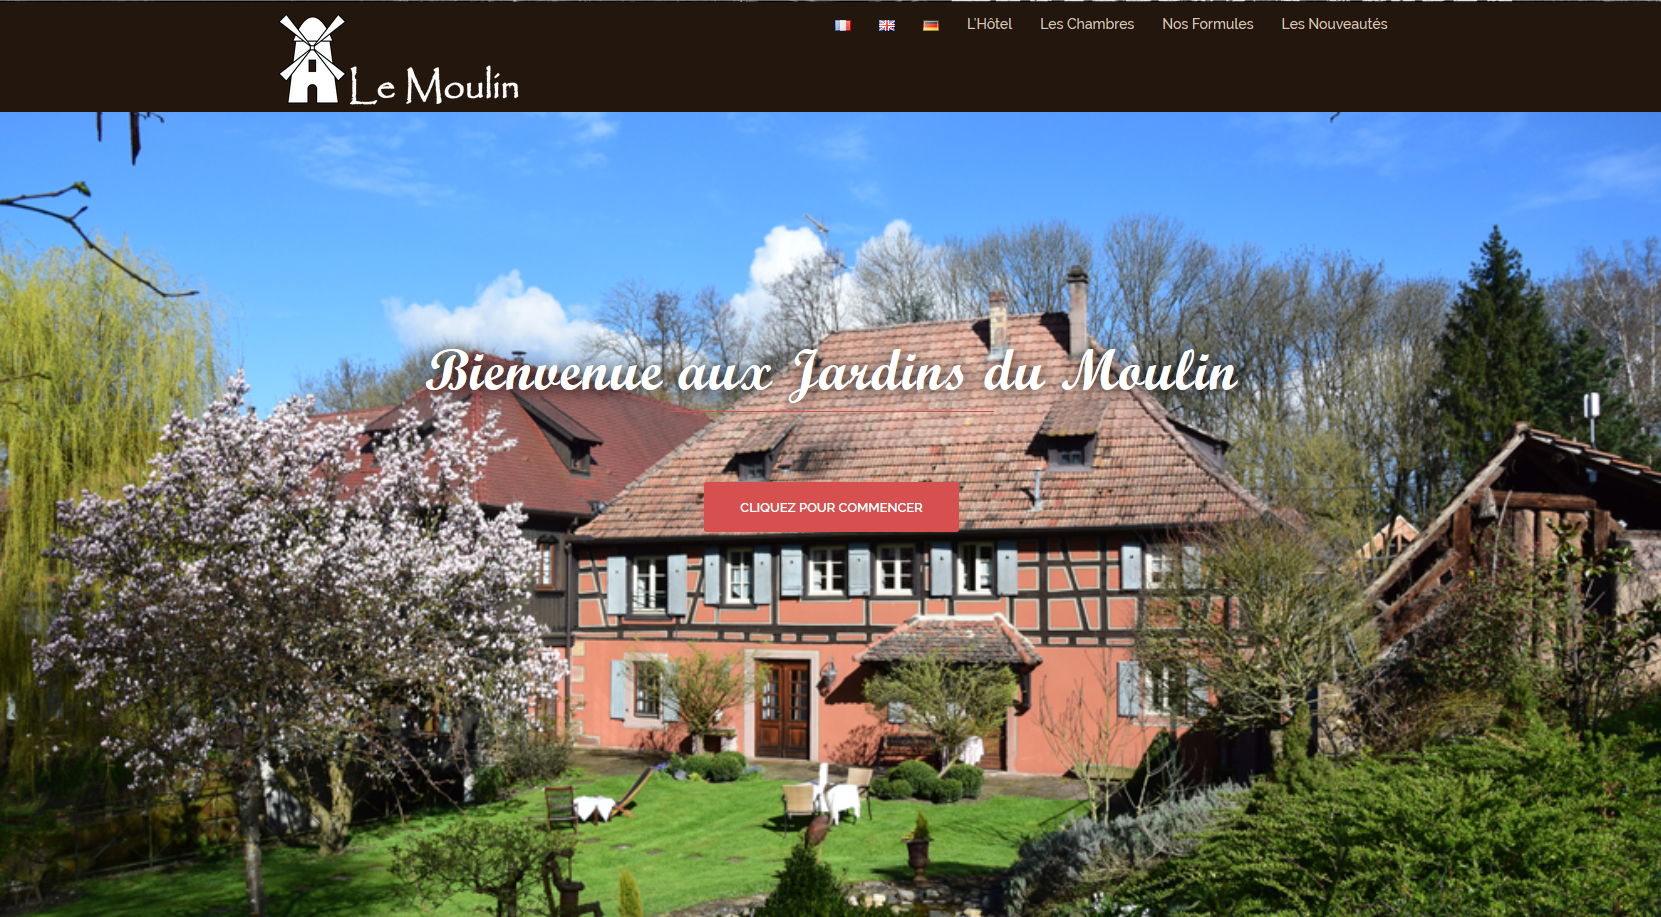 L'Hôtel Les Chambres Nos Formules Les Nouveautés
Le Moulin
Bienvenue aux Jardins du Moulin
CLIQUEZ POUR COMMENCER